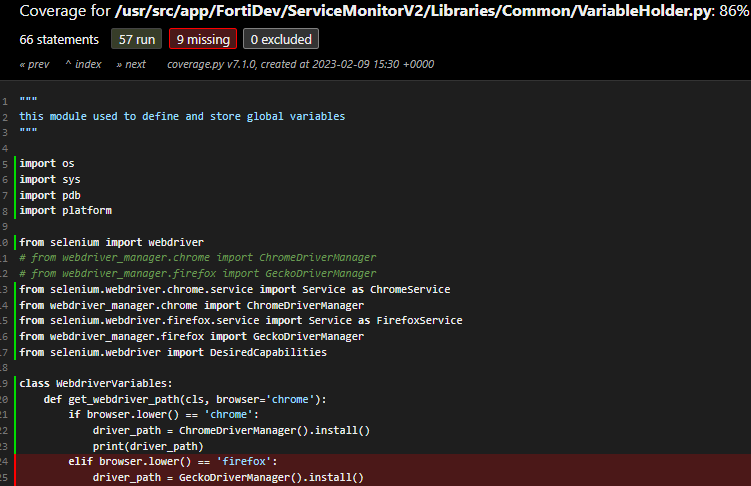 Coverage for /usr/src/app/FortiDev/ServiceMonitorV2/Libraries/Common/VariableHolder.py: 86%
66 statements 57 run 9 missing 0 excluded
« prev ^ index » next coverage.py v7.1.0, created at 2023-02-09 15:30 +0000
1 """
2 this module used to define and store global variables
3 """
4
5 import os
6 import sys
7 import pdb
8 import platform
9
10 from selenium import webdriver
11 # from webdriver_manager.chrome import ChromeDriverManager
12 # from webdriver_manager.firefox import GeckoDriverManager
13 from selenium.webdriver.chrome.service import Service as ChromeService
14 from webdriver_manager.chrome import ChromeDriverManager
15 from selenium.webdriver.firefox.service import Service as FirefoxService
16 from webdriver_manager.firefox import GeckoDriverManager
17 from selenium.webdriver import DesiredCapabilities
18
19 class WebdriverVariables:
20 def get_webdriver_path(cls, browser='chrome'):
21 if browser.lower() == 'chrome':
22 driver_path = ChromeDriverManager().install()
23 print(driver_path)
24 elif browser.lower() == 'firefox':
25 driver_path = GeckoDriverManager().install()